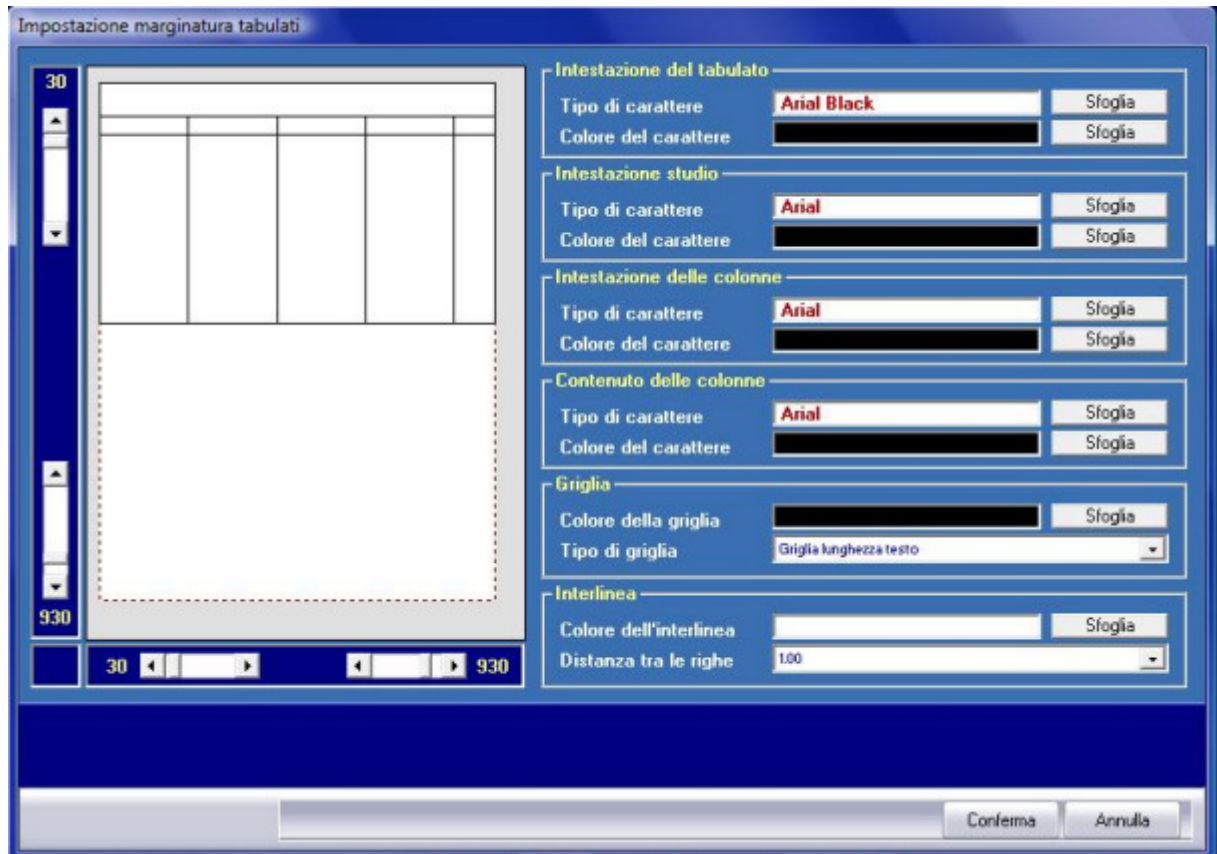 Impostazione marginatura tabulati
30
930
30 930
Intestazione del tabulato
Tipo di carattere Arial Black Sfoglia
Colore del carattere Sfoglia
Intestazione studio
Tipo di carattere Arial Sfoglia
Colore del carattere Sfoglia
Intestazione delle colonne
Tipo di carattere Arial Sfoglia
Colore del carattere Sfoglia
Contenuto delle colonne
Tipo di carattere Arial Sfoglia
Colore del carattere Sfoglia
Griglia
Colore della griglia Sfoglia
Tipo di griglia Griglia lunghezza testo
Interlinea
Colore dell'interlinea Sfoglia
Distanza tra le righe 1.00
Conferma Annulla